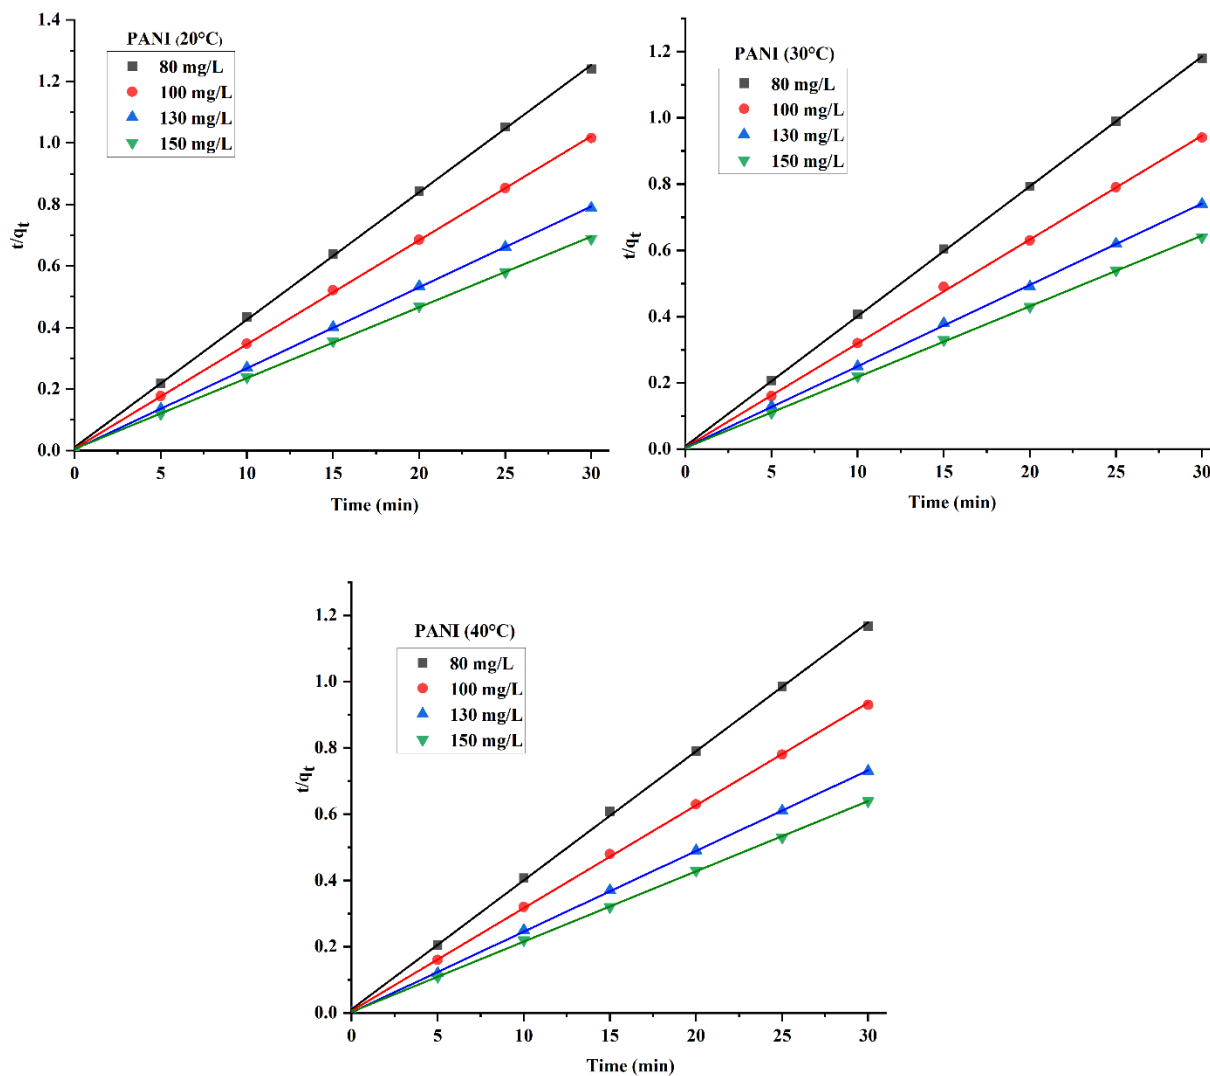 PANI (20°C)
80 mg/L
100 mg/L
130 mg/L
150 mg/L
1.4
1.2
1.0
0.8
0.6
0.4
0.2
0.0
t/qt
0 5 10 15 20 25 30
Time (min)
PANI (30°C)
80 mg/L
100 mg/L
130 mg/L
150 mg/L
1.2
1.0
0.8
0.6
0.4
0.2
0.0
t/qt
0 5 10 15 20 25 30
Time (min)
PANI (40°C)
80 mg/L
100 mg/L
130 mg/L
150 mg/L
1.2
1.0
0.8
0.6
0.4
0.2
0.0
t/qt
0 5 10 15 20 25 30
Time (min)